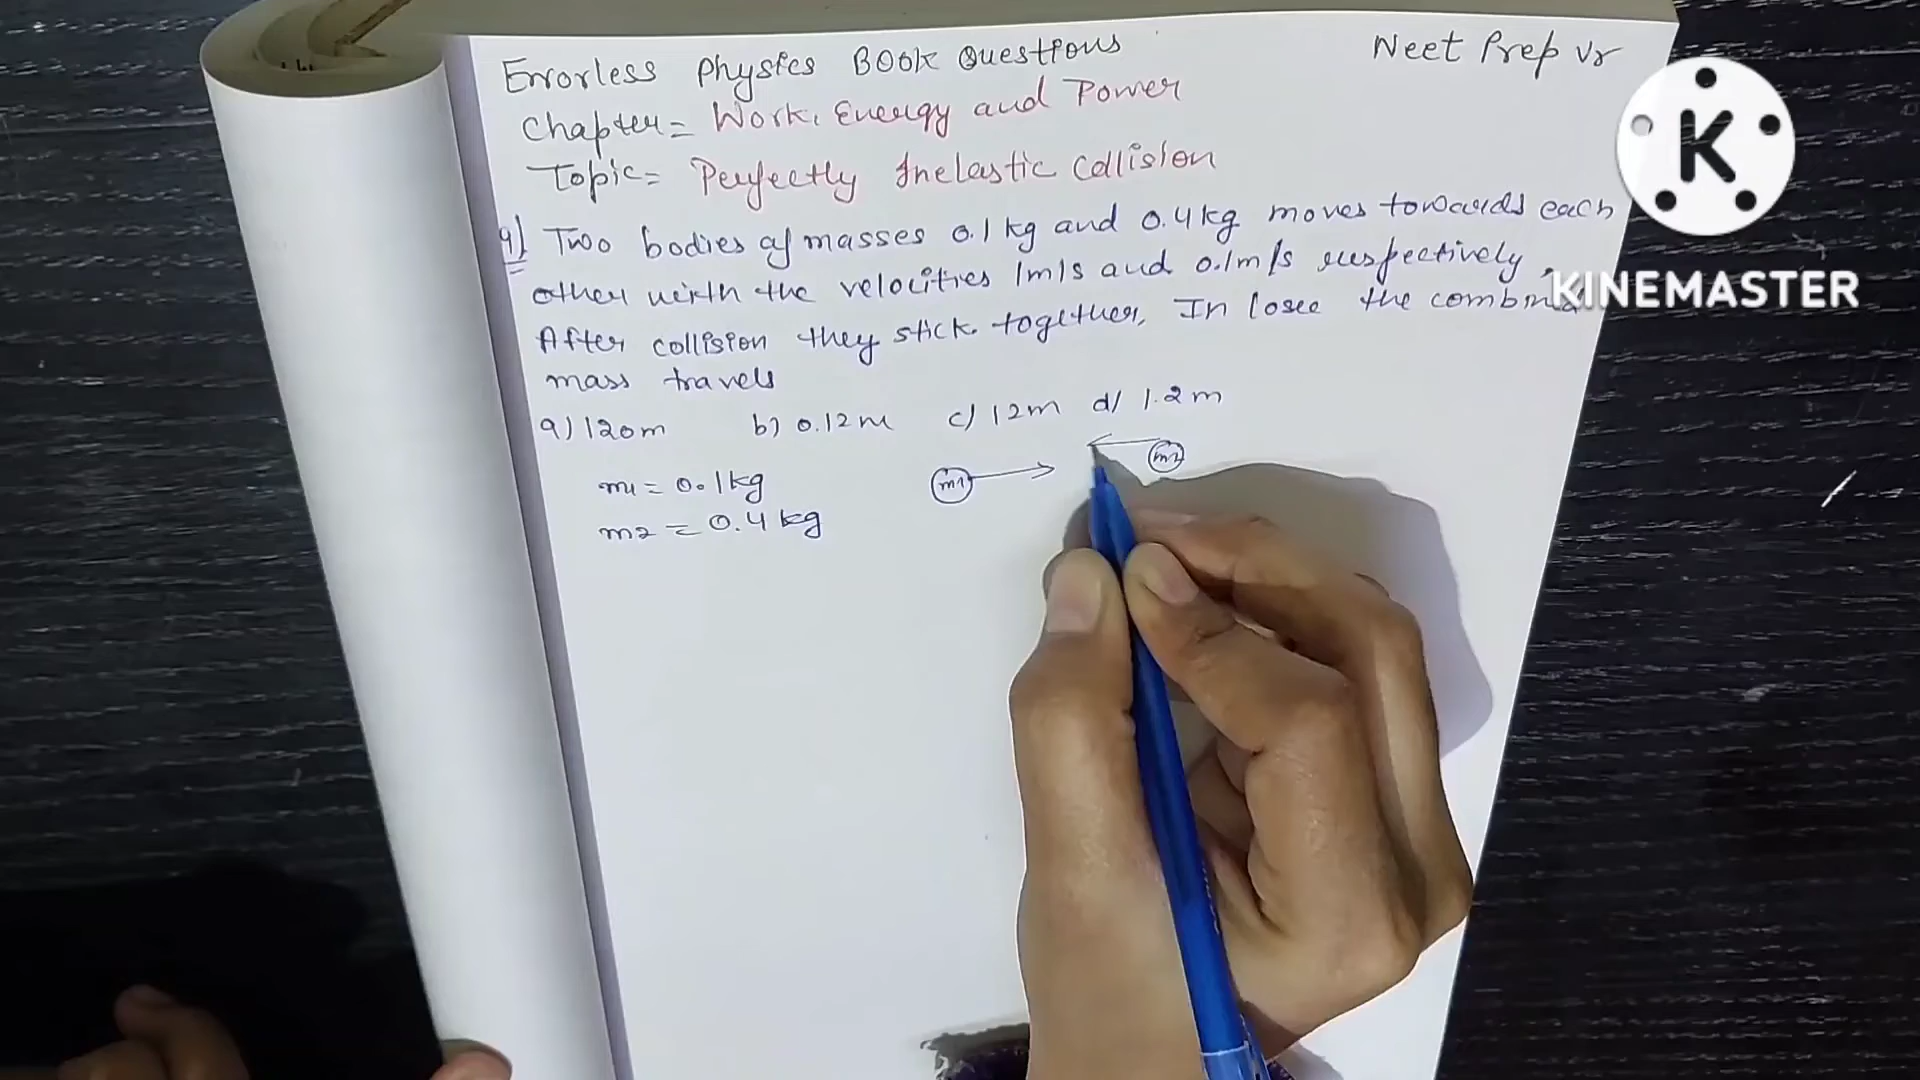 Errorless Physics Book Questions
Neet Prep Vr
Chapter = Work, Energy and Power
Topic = Perfectly Inelastic Collision
Q) Two bodies of masses 0.1 kg and 0.4 kg moves towards each
other with the velocities 1m/s and 0.1m/s respectively,
After collision they stick together, In 10sec the combined
mass travels
a) 120m b) 0.12m c) 12m d) 1.2m
m1 = 0.1kg
m2 = 0.4 kg
m1
m2
K
KINEMASTER